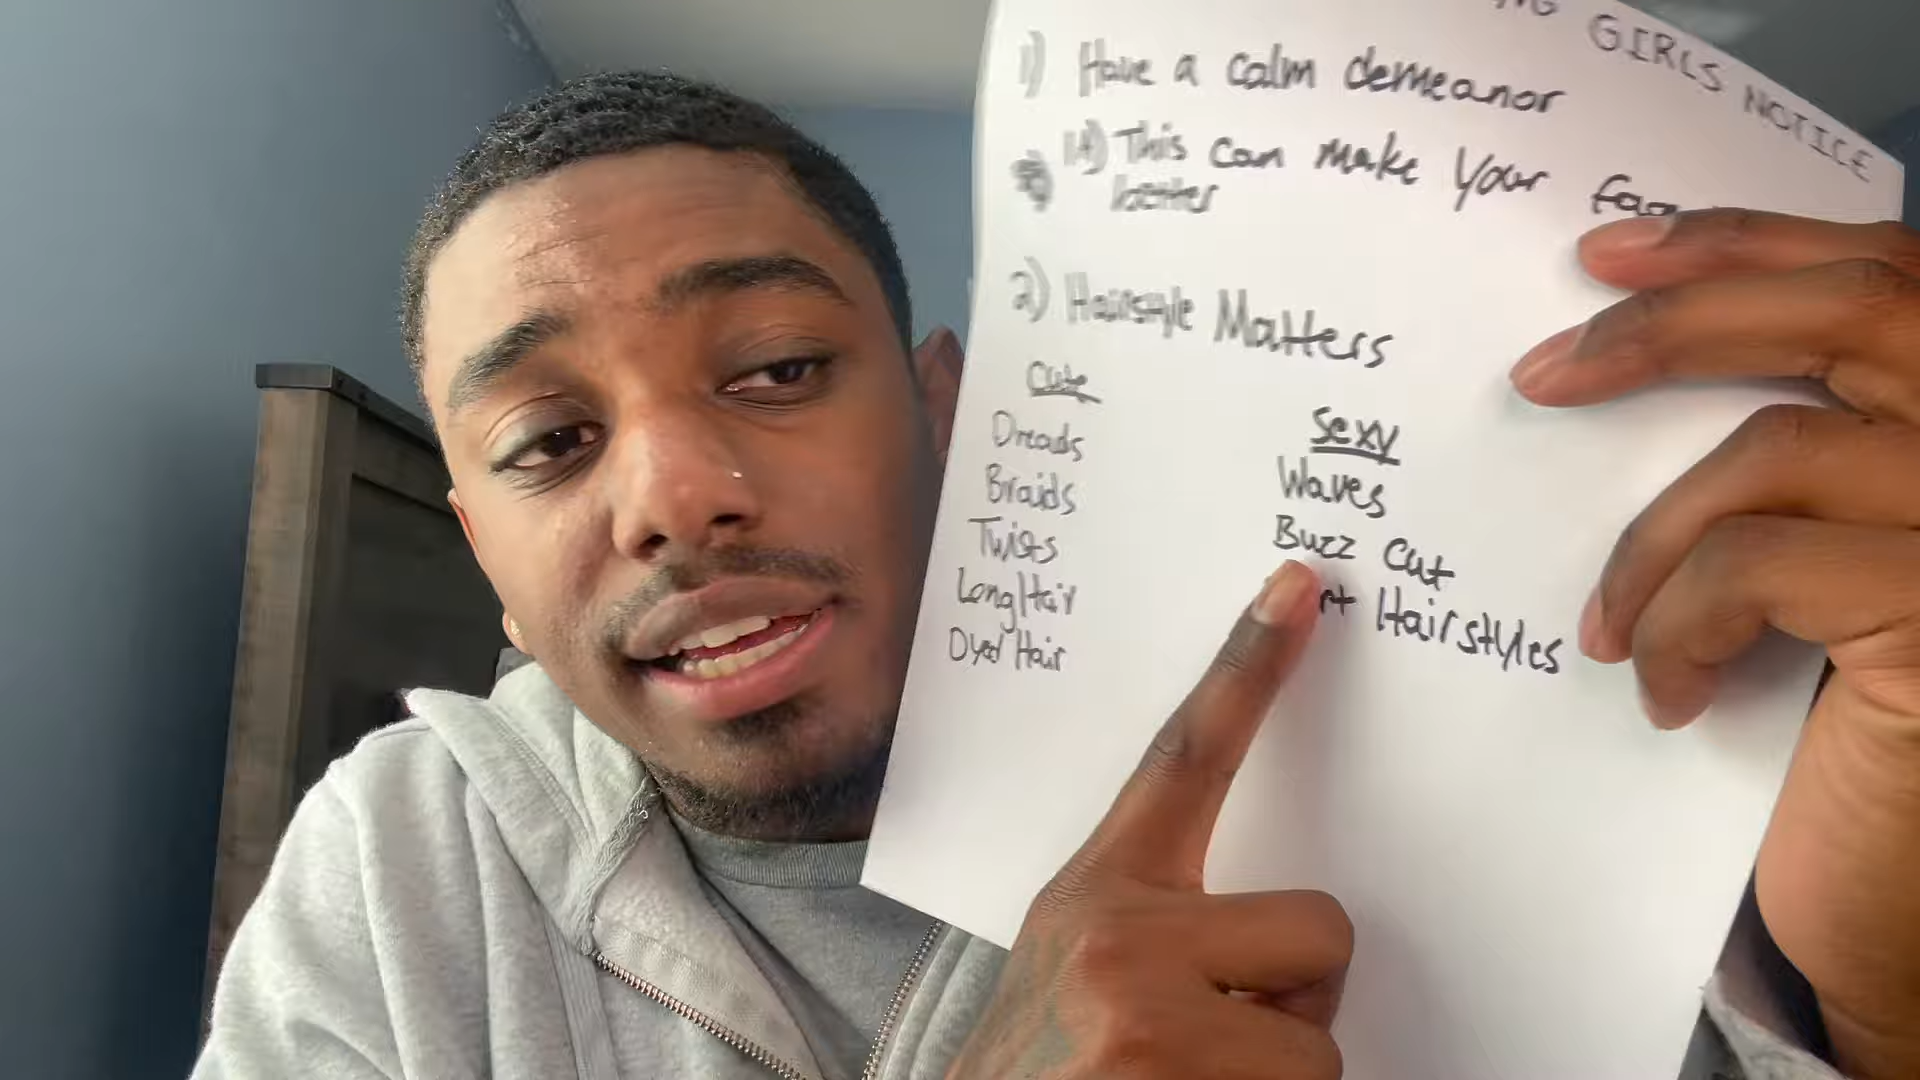 GIRLS NOTICE
1) Have a calm demeanor
1A) This can make your
better
2) Hairstyle Matters
Cute
Dreads
Braids
Twists
Long Hair
Dyed Hair
Sexy
Waves
Buzz Cut
Hairstyles